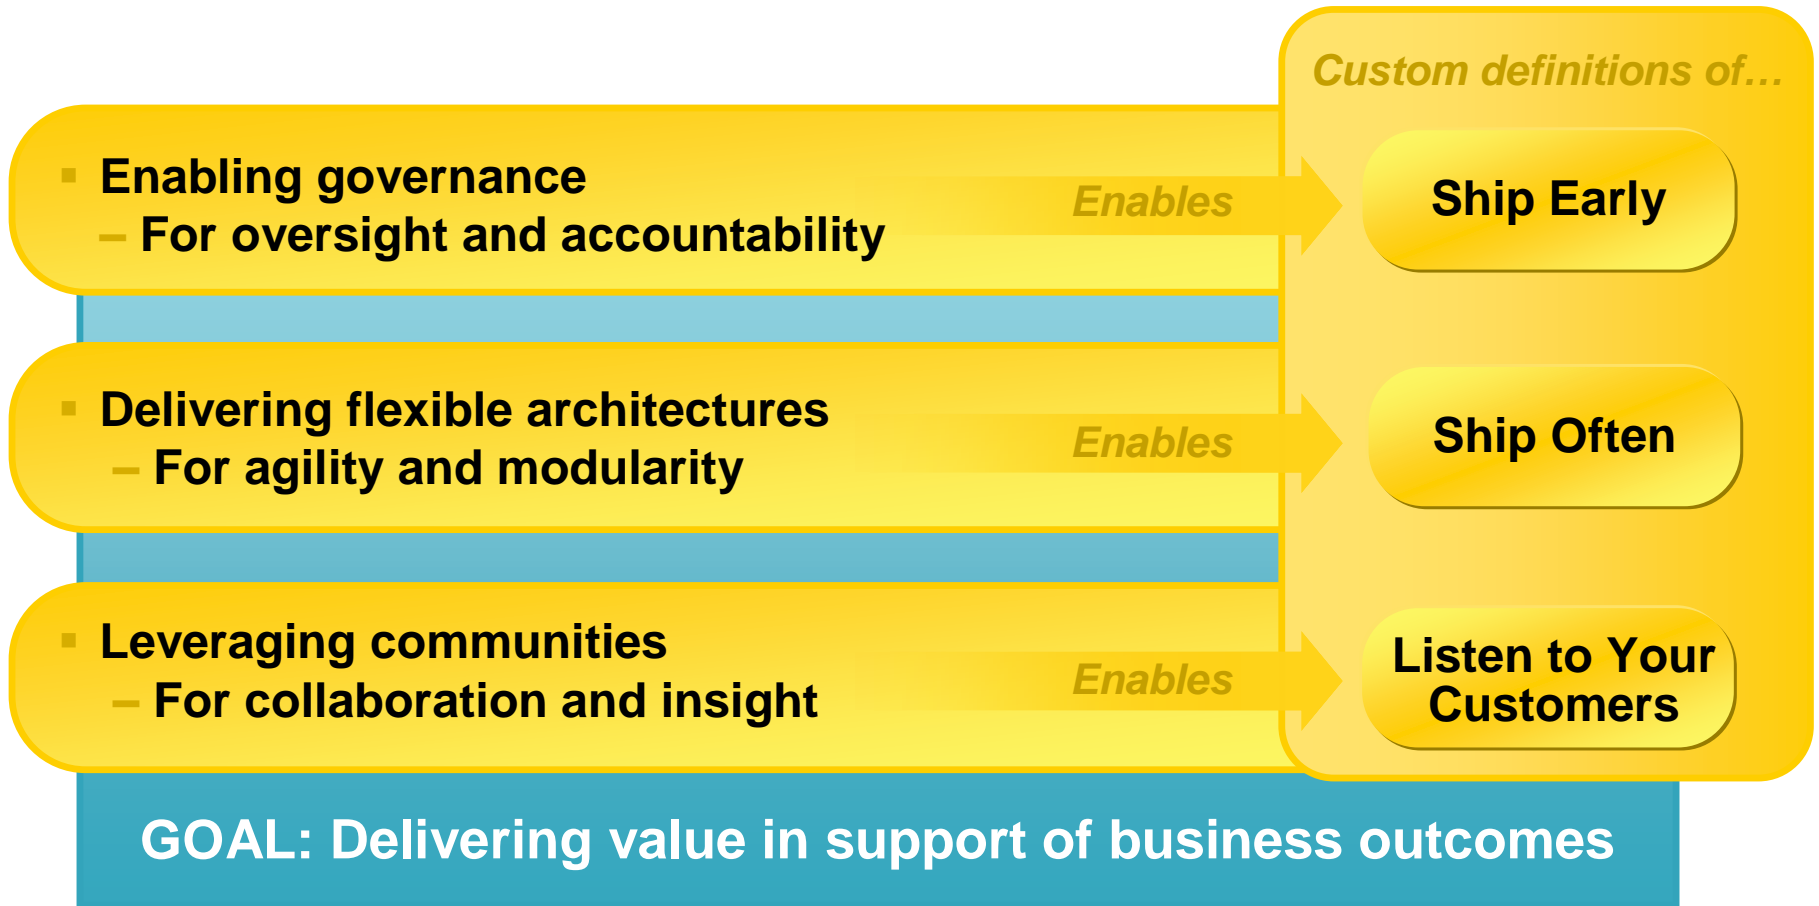 Custom definitions of…
▪ Enabling governance
– For oversight and accountability
Enables
Ship Early
▪ Delivering flexible architectures
– For agility and modularity
Enables
Ship Often
▪ Leveraging communities
– For collaboration and insight
Enables
Listen to Your
Customers
GOAL: Delivering value in support of business outcomes